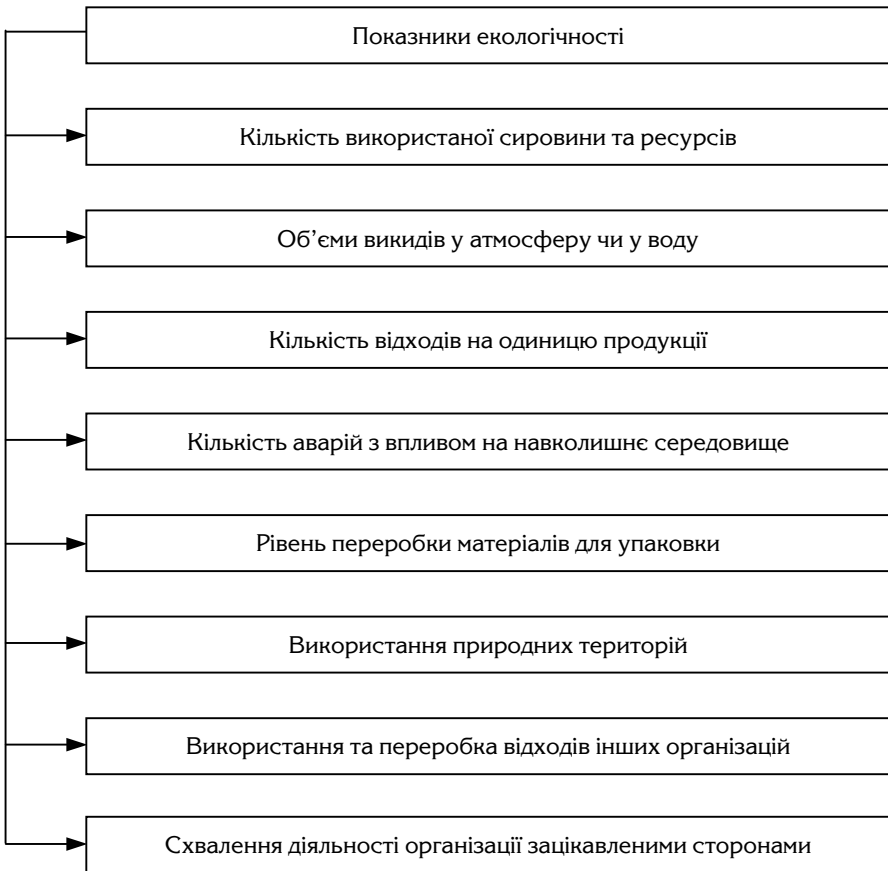 Показники екологічності
Кількість використаної сировини та ресурсів
Об’єми викидів у атмосферу чи у воду
Кількість відходів на одиницю продукції
Кількість аварій з впливом на навколишнє середовище
Рівень переробки матеріалів для упаковки
Використання природних територій
Використання та переробка відходів інших організацій
Схвалення діяльності організації зацікавленими сторонами